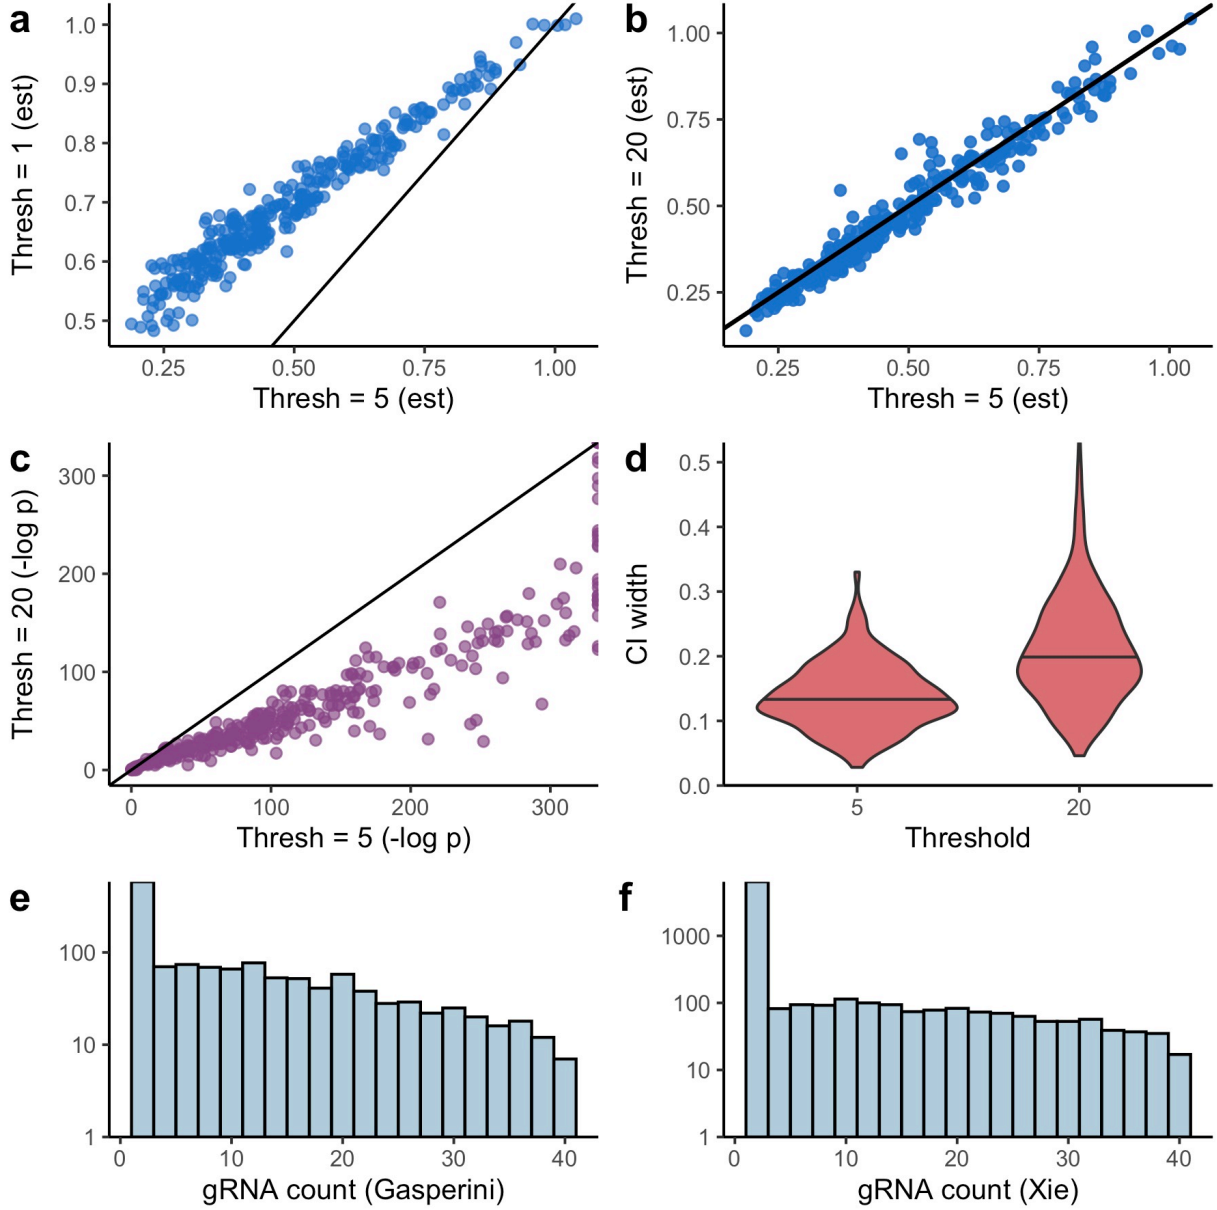 a
1.0
0.9
0.8
0.7
0.6
0.5
Thresh = 1 (est)
0.25 0.50 0.75 1.00
Thresh = 5 (est)
b
1.00
0.75
0.50
0.25
Thresh = 20 (est)
0.25 0.50 0.75 1.00
Thresh = 5 (est)
c
300
200
100
0
Thresh = 20 (-log p)
0 100 200 300
Thresh = 5 (-log p)
d
0.5
0.4
0.3
0.2
0.1
0.0
CI width
5 20
Threshold
e
100
10
1
0 10 20 30 40
gRNA count (Gasperini)
f
1000
100
10
1
0 10 20 30 40
gRNA count (Xie)